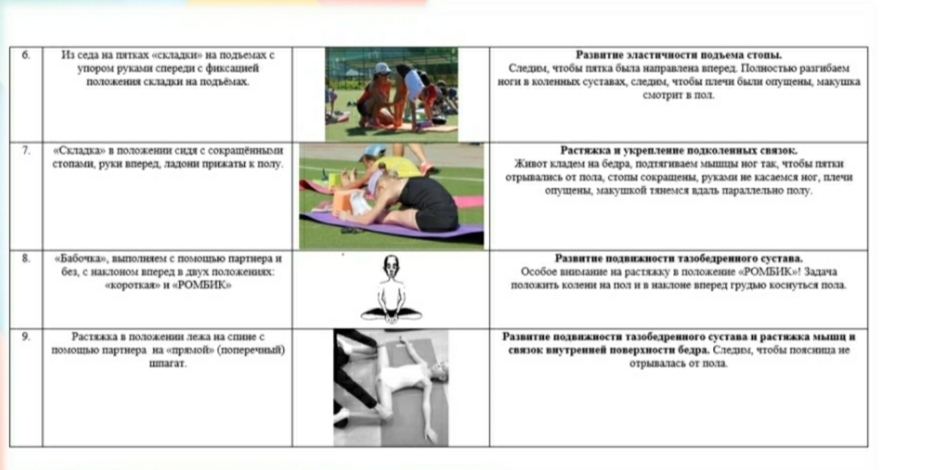 6.
Из седа на пятках «складки» на подъемах с
упором руками спереди с фиксацией
положения складки на подъёмах.
Развитие эластичности подъема стопы.
Следим, чтобы пятка была направлена вперед. Полностью разгибаем
ноги в коленных суставах, следим, чтобы плечи были опущены, макушка
смотрит в пол.
7.
«Складка» в положении сидя с сокращёнными
стопами, руки вперед, ладони прижаты к полу.
Растяжка и укрепление подколенных связок.
Живот кладем на бедра, подтягиваем мышцы ног так, чтобы пятки
отрывались от пола, стопы сокращены, руками не касаемся ног, плечи
опущены, макушкой тянемся вдаль параллельно полу.
8.
«Бабочка», выполняем с помощью партнера и
без, с наклоном вперед в двух положениях:
«короткая» и «РОМБИК»
Развитие подвижности тазобедренного сустава.
Особое внимание на растяжку в положение «РОМБИК»! Задача
положить колени на пол и в наклоне вперед грудью коснуться пола.
9.
Растяжка в положении лежа на спине с
помощью партнера на «прямой» (поперечный)
шпагат.
Развитие подвижности тазобедренного сустава и растяжка мышц и
связок внутренней поверхности бедра. Следим, чтобы поясница не
отрывалась от пола.